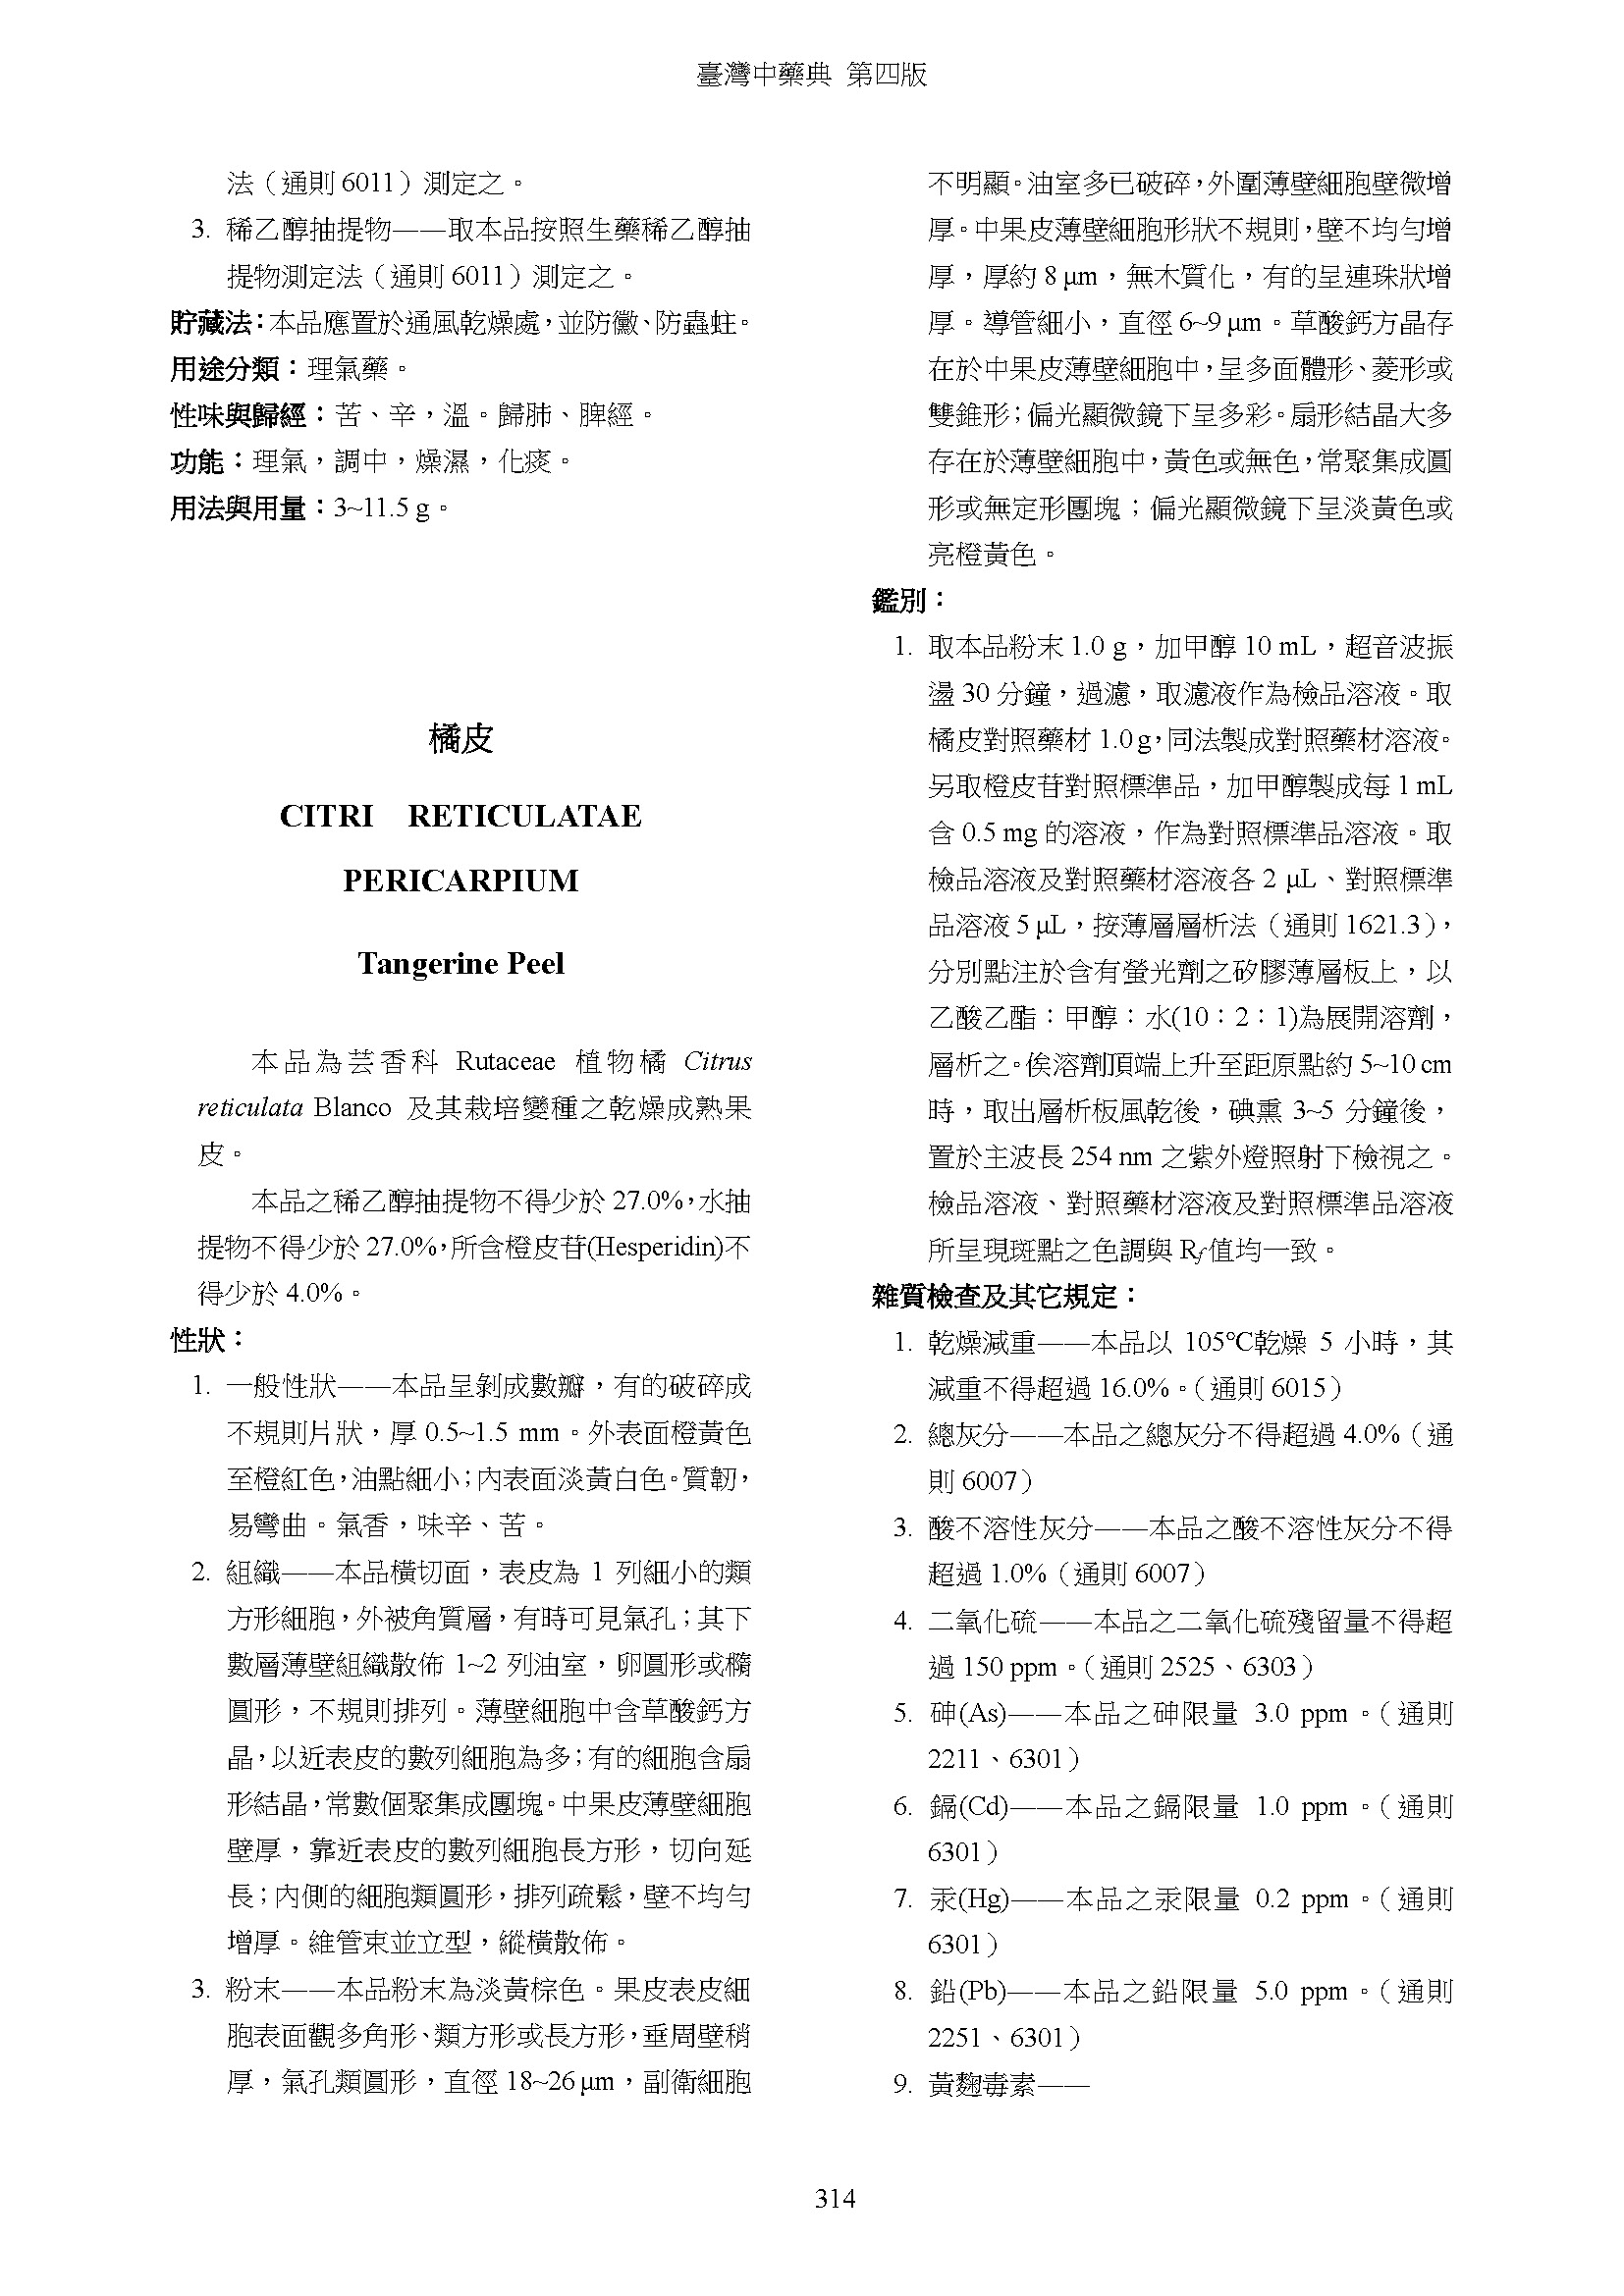 臺灣中藥典 第四版
法（通則 6011）測定之。
3. 稀乙醇抽提物——取本品按照生藥稀乙醇抽
提物測定法（通則 6011）測定之。
貯藏法：本品應置於通風乾燥處，並防黴、防蟲蛀。
用途分類：理氣藥。
性味與歸經：苦、辛，溫。歸肺、脾經。
功能：理氣，調中，燥濕，化痰。
用法與用量：3~11.5 g。
橘皮
CITRI RETICULATAE
PERICARPIUM
Tangerine Peel
本品為芸香科 Rutaceae 植物橘 Citrus
reticulata Blanco 及其栽培變種之乾燥成熟果
皮。
本品之稀乙醇抽提物不得少於 27.0%，水抽
提物不得少於 27.0%，所含橙皮苷(Hesperidin)不
得少於 4.0%。
性狀：
1. 一般性狀——本品呈剝成數瓣，有的破碎成
不規則片狀，厚 0.5~1.5 mm。外表面橙黃色
至橙紅色，油點細小；內表面淡黃白色。質韌，
易彎曲。氣香，味辛、苦。
2. 組織——本品橫切面，表皮為 1 列細小的類
方形細胞，外被角質層，有時可見氣孔；其下
數層薄壁組織散佈 1~2 列油室，卵圓形或橢
圓形，不規則排列。薄壁細胞中含草酸鈣方
晶，以近表皮的數列細胞為多；有的細胞含扇
形結晶，常數個聚集成團塊。中果皮薄壁細胞
壁厚，靠近表皮的數列細胞長方形，切向延
長；內側的細胞類圓形，排列疏鬆，壁不均勻
增厚。維管束並立型，縱橫散佈。
3. 粉末——本品粉末為淡黃棕色。果皮表皮細
胞表面觀多角形、類方形或長方形，垂周壁稍
厚，氣孔類圓形，直徑 18~26 μm，副衛細胞
不明顯。油室多已破碎，外圍薄壁細胞壁微增
厚。中果皮薄壁細胞形狀不規則，壁不均勻增
厚，厚約 8 μm，無木質化，有的呈連珠狀增
厚。導管細小，直徑 6~9 μm。草酸鈣方晶存
在於中果皮薄壁細胞中，呈多面體形、菱形或
雙錐形；偏光顯微鏡下呈多彩。扇形結晶大多
存在於薄壁細胞中，黃色或無色，常聚集成圓
形或無定形團塊；偏光顯微鏡下呈淡黃色或
亮橙黃色。
鑑別：
1. 取本品粉末 1.0 g，加甲醇 10 mL，超音波振
盪 30 分鐘，過濾，取濾液作為檢品溶液。取
橘皮對照藥材 1.0 g，同法製成對照藥材溶液。
另取橙皮苷對照標準品，加甲醇製成每 1 mL
含 0.5 mg 的溶液，作為對照標準品溶液。取
檢品溶液及對照藥材溶液各 2 μL、對照標準
品溶液 5 μL，按薄層層析法（通則 1621.3），
分別點注於含有螢光劑之矽膠薄層板上，以
乙酸乙酯：甲醇：水(10：2：1)為展開溶劑，
層析之。俟溶劑頂端上升至距原點約 5~10 cm
時，取出層析板風乾後，碘熏 3~5 分鐘後，
置於主波長 254 nm 之紫外燈照射下檢視之。
檢品溶液、對照藥材溶液及對照標準品溶液
所呈現斑點之色調與 Rf 值均一致。
雜質檢查及其它規定：
1. 乾燥減重——本品以 105℃乾燥 5 小時，其
減重不得超過 16.0%。（通則 6015）
2. 總灰分——本品之總灰分不得超過 4.0%（通
則 6007）
3. 酸不溶性灰分——本品之酸不溶性灰分不得
超過 1.0%（通則 6007）
4. 二氧化硫——本品之二氧化硫殘留量不得超
過 150 ppm。（通則 2525、6303）
5. 砷(As)——本品之砷限量 3.0 ppm。（通則
2211、6301）
6. 鎘(Cd)——本品之鎘限量 1.0 ppm。（通則
6301）
7. 汞(Hg)——本品之汞限量 0.2 ppm。（通則
6301）
8. 鉛(Pb)——本品之鉛限量 5.0 ppm。（通則
2251、6301）
9. 黃麴毒素——
314